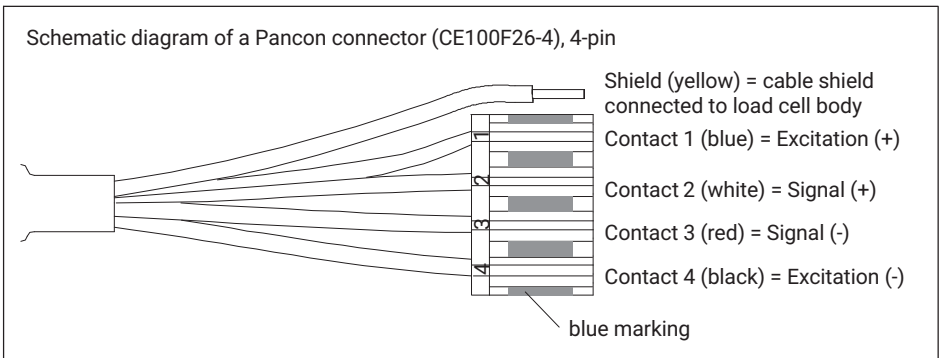 Schematic diagram of a Pancon connector (CE100F26-4), 4-pin
Shield (yellow) = cable shield
connected to load cell body
1
Contact 1 (blue) = Excitation (+)
2
Contact 2 (white) = Signal (+)
3
Contact 3 (red) = Signal (-)
4
Contact 4 (black) = Excitation (-)
blue marking